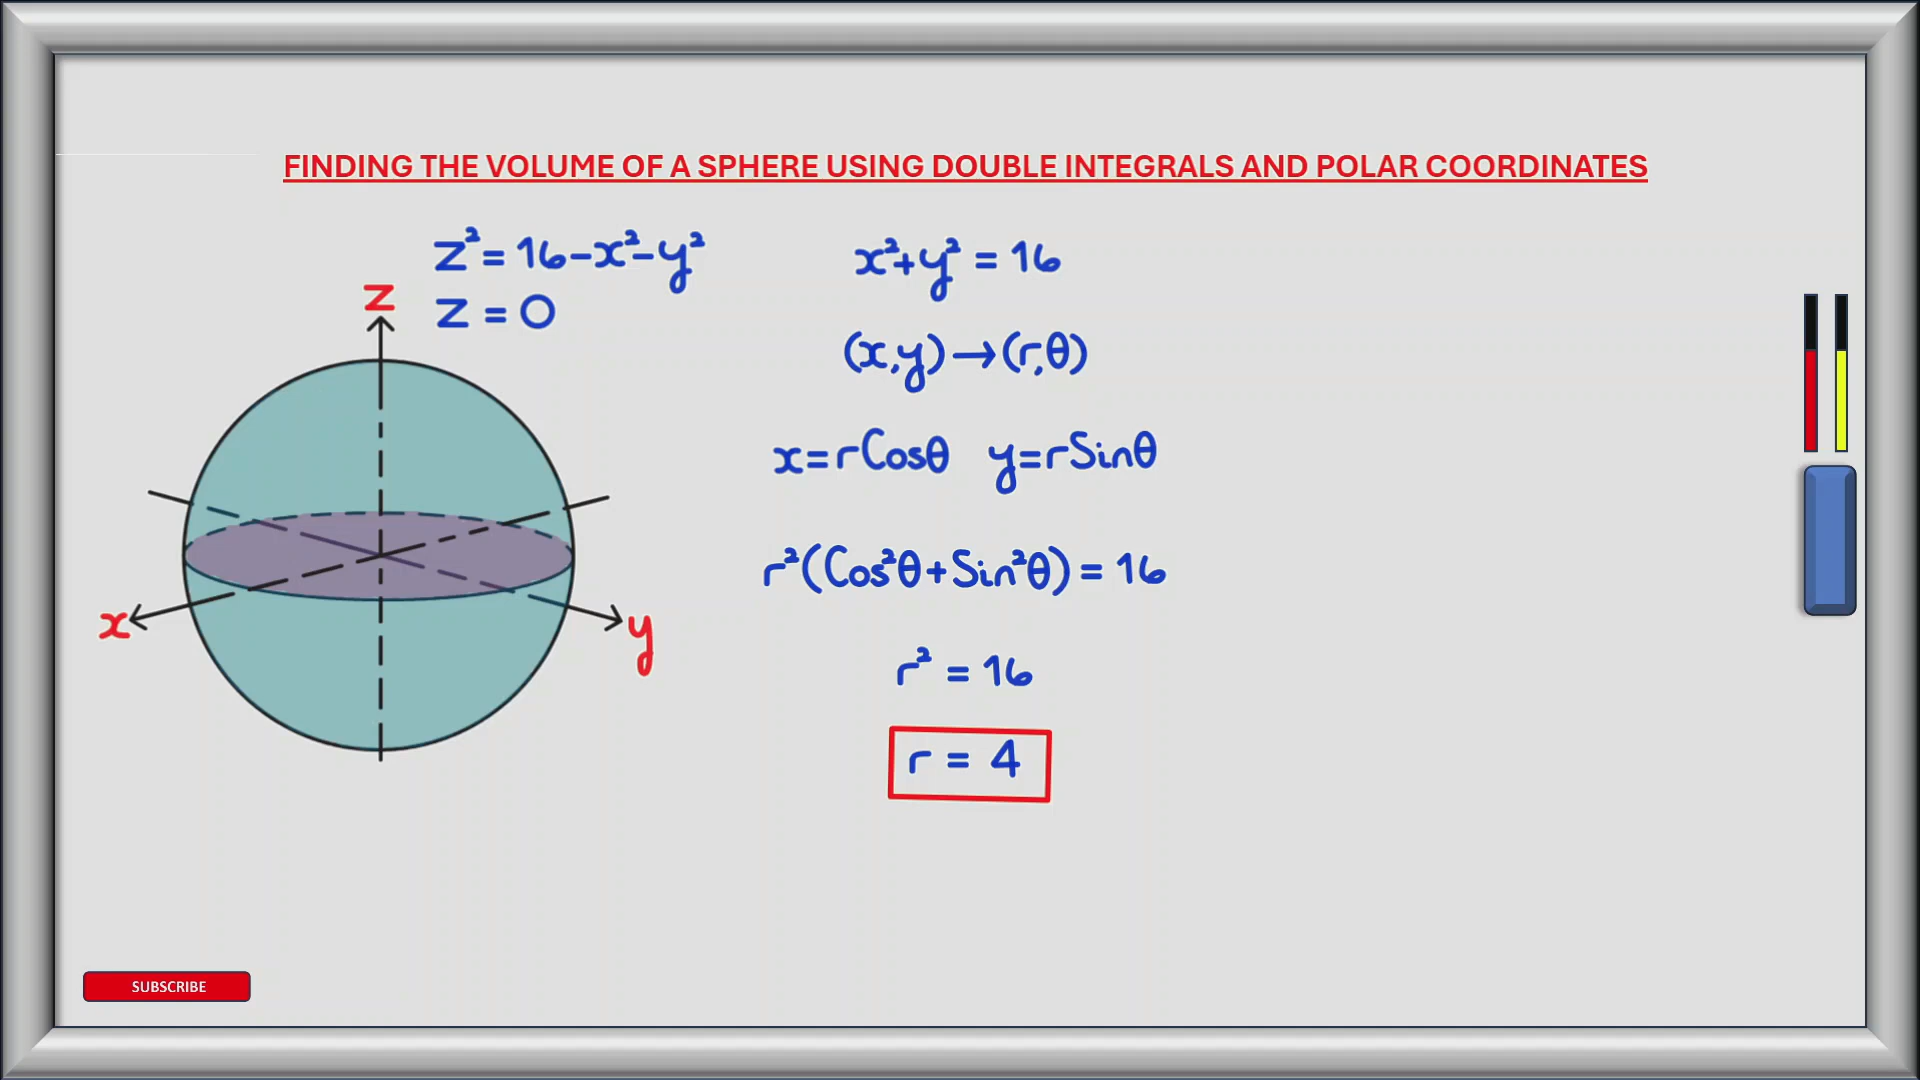 FINDING THE VOLUME OF A SPHERE USING DOUBLE INTEGRALS AND POLAR COORDINATES
z² = 16-x²-y²
z = 0
z
x
y
x²+y² = 16
(x,y)→(r,θ)
x=rCosθ y=rSinθ
r²(Cos²θ+Sin²θ) = 16
r² = 16
r = 4
SUBSCRIBE